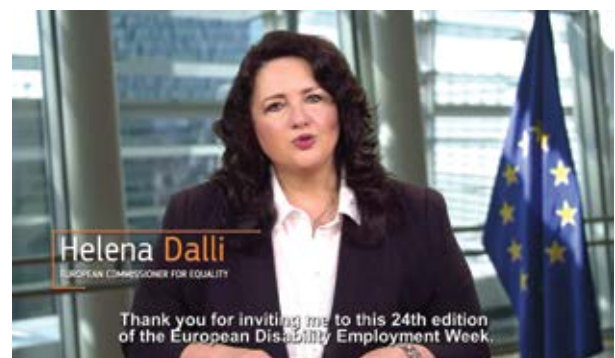 Helena Dalli
EUROPEAN COMMISSIONER FOR EQUALITY
Thank you for inviting me to this 24th edition
of the European Disability Employment Week.